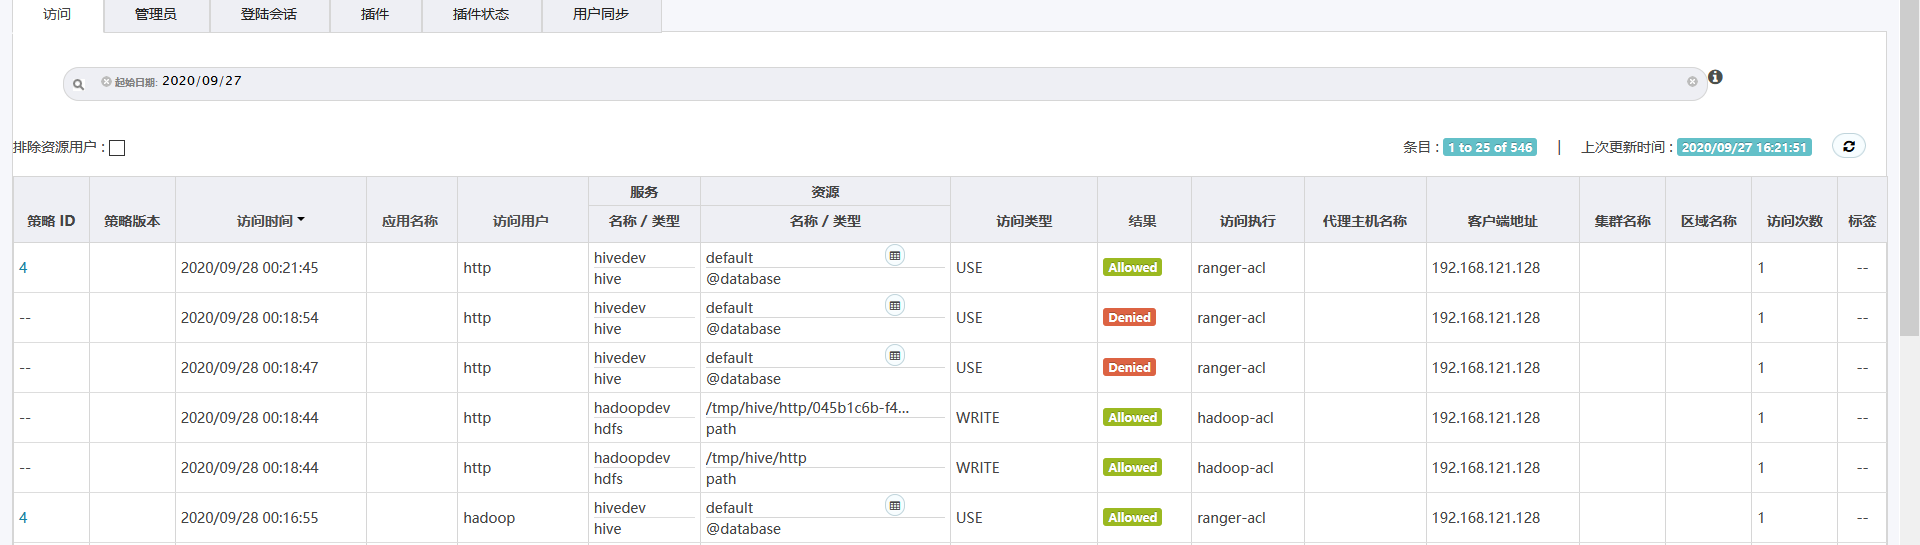 访问 管理员 登陆会话 插件 插件状态 用户同步
起始日期: 2020/09/27
排除资源用户 : 条目 : 1 to 25 of 546 | 上次更新时间 : 2020/09/27 16:21:51
服务 资源
策略 ID 策略版本 访问时间 应用名称 访问用户 名称 / 类型 名称 / 类型 访问类型 结果 访问执行 代理主机名称 客户端地址 集群名称 区域名称 访问次数 标签
4 2020/09/28 00:21:45 http hivedev default USE Allowed ranger-acl 192.168.121.128 1 --
hive @database
-- 2020/09/28 00:18:54 http hivedev default USE Denied ranger-acl 192.168.121.128 1 --
hive @database
-- 2020/09/28 00:18:47 http hivedev default USE Denied ranger-acl 192.168.121.128 1 --
hive @database
-- 2020/09/28 00:18:44 http hadoopdev /tmp/hive/http/045b1c6b-f4... WRITE Allowed hadoop-acl 192.168.121.128 1 --
hdfs path
-- 2020/09/28 00:18:44 http hadoopdev /tmp/hive/http WRITE Allowed hadoop-acl 192.168.121.128 1 --
hdfs path
4 2020/09/28 00:16:55 hadoop hivedev default USE Allowed ranger-acl 192.168.121.128 1 --
hive @database